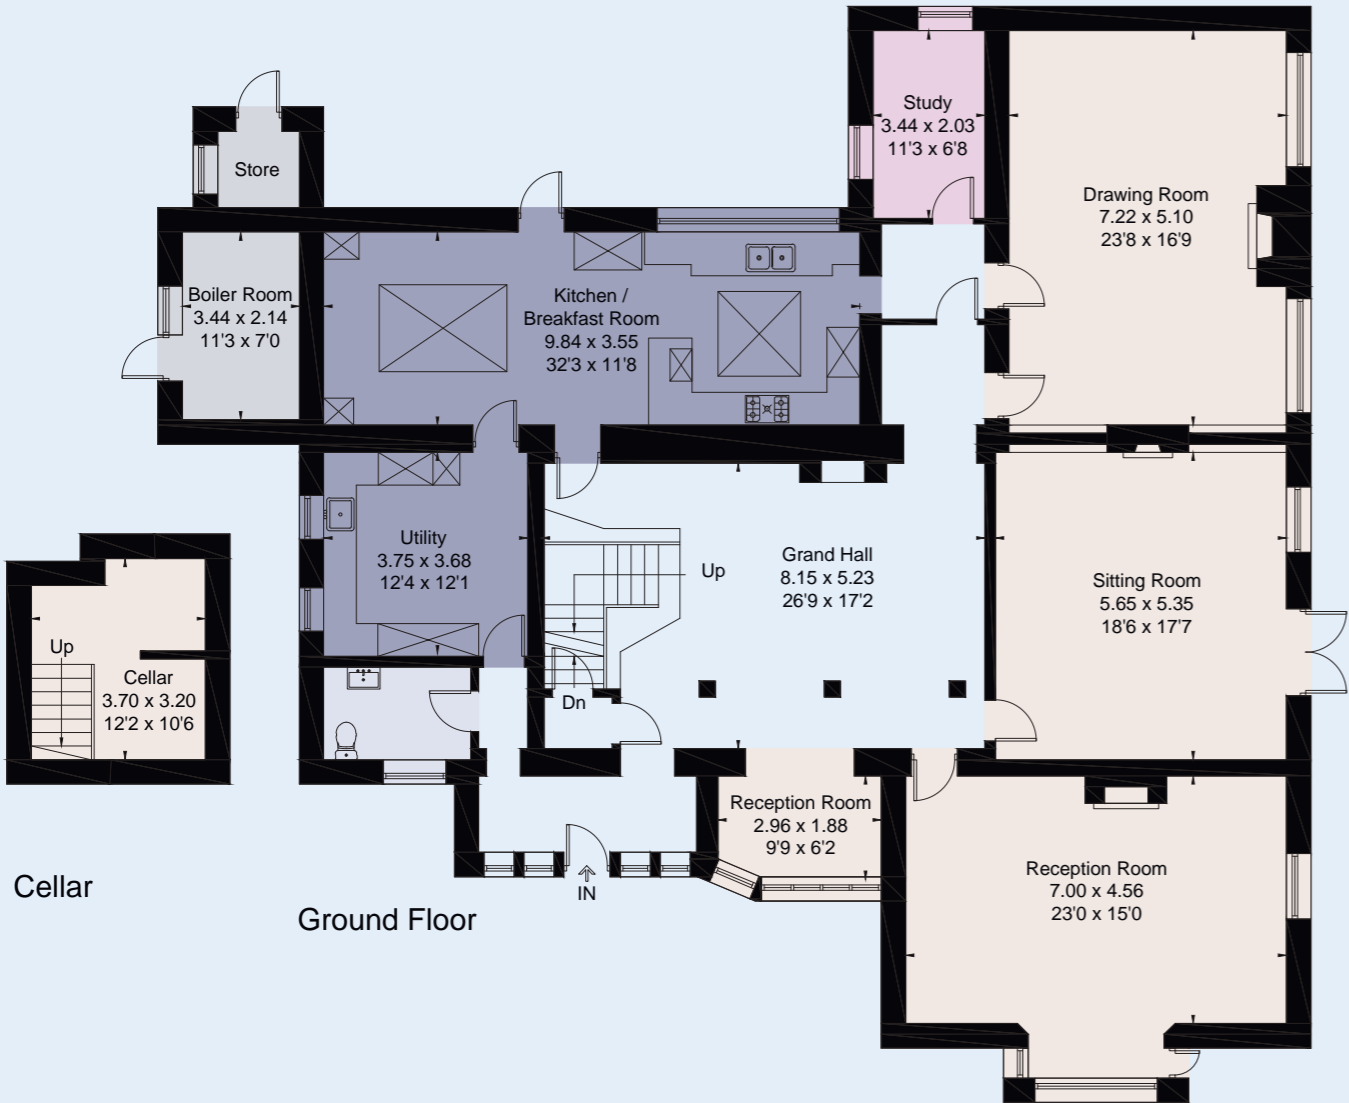 Study
3.44 x 2.03
11'3 x 6'8
Store
Drawing Room
7.22 x 5.10
23'8 x 16'9
Boiler Room
3.44 x 2.14
11'3 x 7'0
Kitchen /
Breakfast Room
9.84 x 3.55
32'3 x 11'8
Utility
3.75 x 3.68
12'4 x 12'1
Up
Grand Hall
8.15 x 5.23
26'9 x 17'2
Sitting Room
5.65 x 5.35
18'6 x 17'7
Up
Cellar
3.70 x 3.20
12'2 x 10'6
Dn
Reception Room
2.96 x 1.88
9'9 x 6'2
Reception Room
7.00 x 4.56
23'0 x 15'0
IN
Cellar
Ground Floor